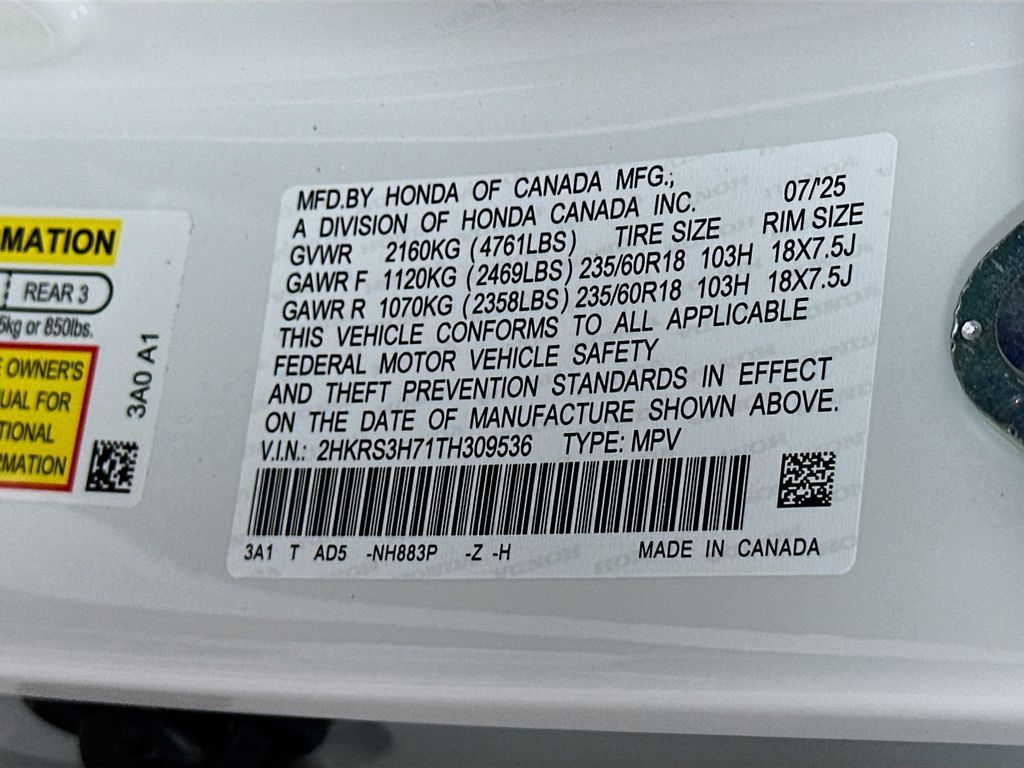 MFD.BY HONDA OF CANADA MFG.; 07/'25
A DIVISION OF HONDA CANADA INC.
GVWR 2160KG (4761LBS) TIRE SIZE RIM SIZE
GAWR F 1120KG (2469LBS) 235/60R18 103H 18X7.5J
GAWR R 1070KG (2358LBS) 235/60R18 103H 18X7.5J
THIS VEHICLE CONFORMS TO ALL APPLICABLE
FEDERAL MOTOR VEHICLE SAFETY
AND THEFT PREVENTION STANDARDS IN EFFECT
ON THE DATE OF MANUFACTURE SHOWN ABOVE.
V.I.N.: 2HKRS3H71TH309536 TYPE: MPV
3A1 T AD5 -NH883P -Z -H MADE IN CANADA
MATION
REAR 3
5kg or 850lbs.
E OWNER'S
UAL FOR
TIONAL
RMATION
3A0 A1